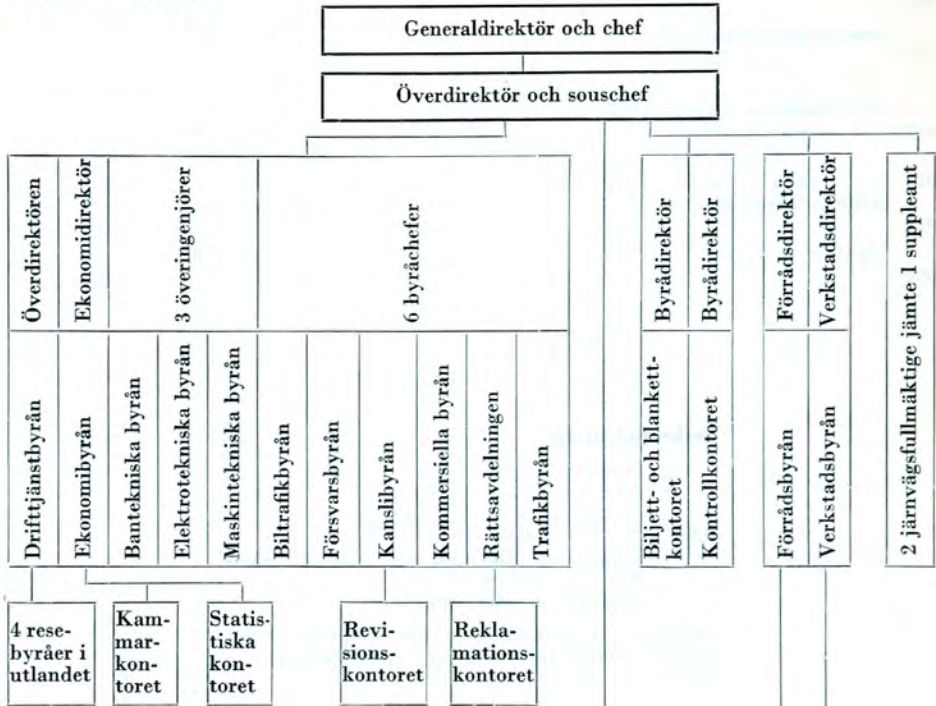 Generaldirektör och chef
Överdirektör och souschef
Överdirektören
Ekonomidirektör
3 överingenjörer
6 byråchefer
Byrådirektör
Byrådirektör
Förrådsdirektör
Verkstadsdirektör
2 järnvägsfullmäktige jämte 1 suppleant
Drifttjänstbyrån
Ekonomibyrån
Bantekniska byrån
Elektrotekniska byrån
Maskintekniska byrån
Biltrafikbyrån
Försvarsbyrån
Kanslibyrån
Kommersiella byrån
Rättsavdelningen
Trafikbyrån
Biljett- och blankett-
kontoret
Kontrollkontoret
Förrådsbyrån
Verkstadsbyrån
4 rese-
byråer i
utlandet
Kam-
mar-
kon-
toret
Statis-
tiska
kon-
toret
Revi-
sions-
kontoret
Rekla-
mations-
kontoret